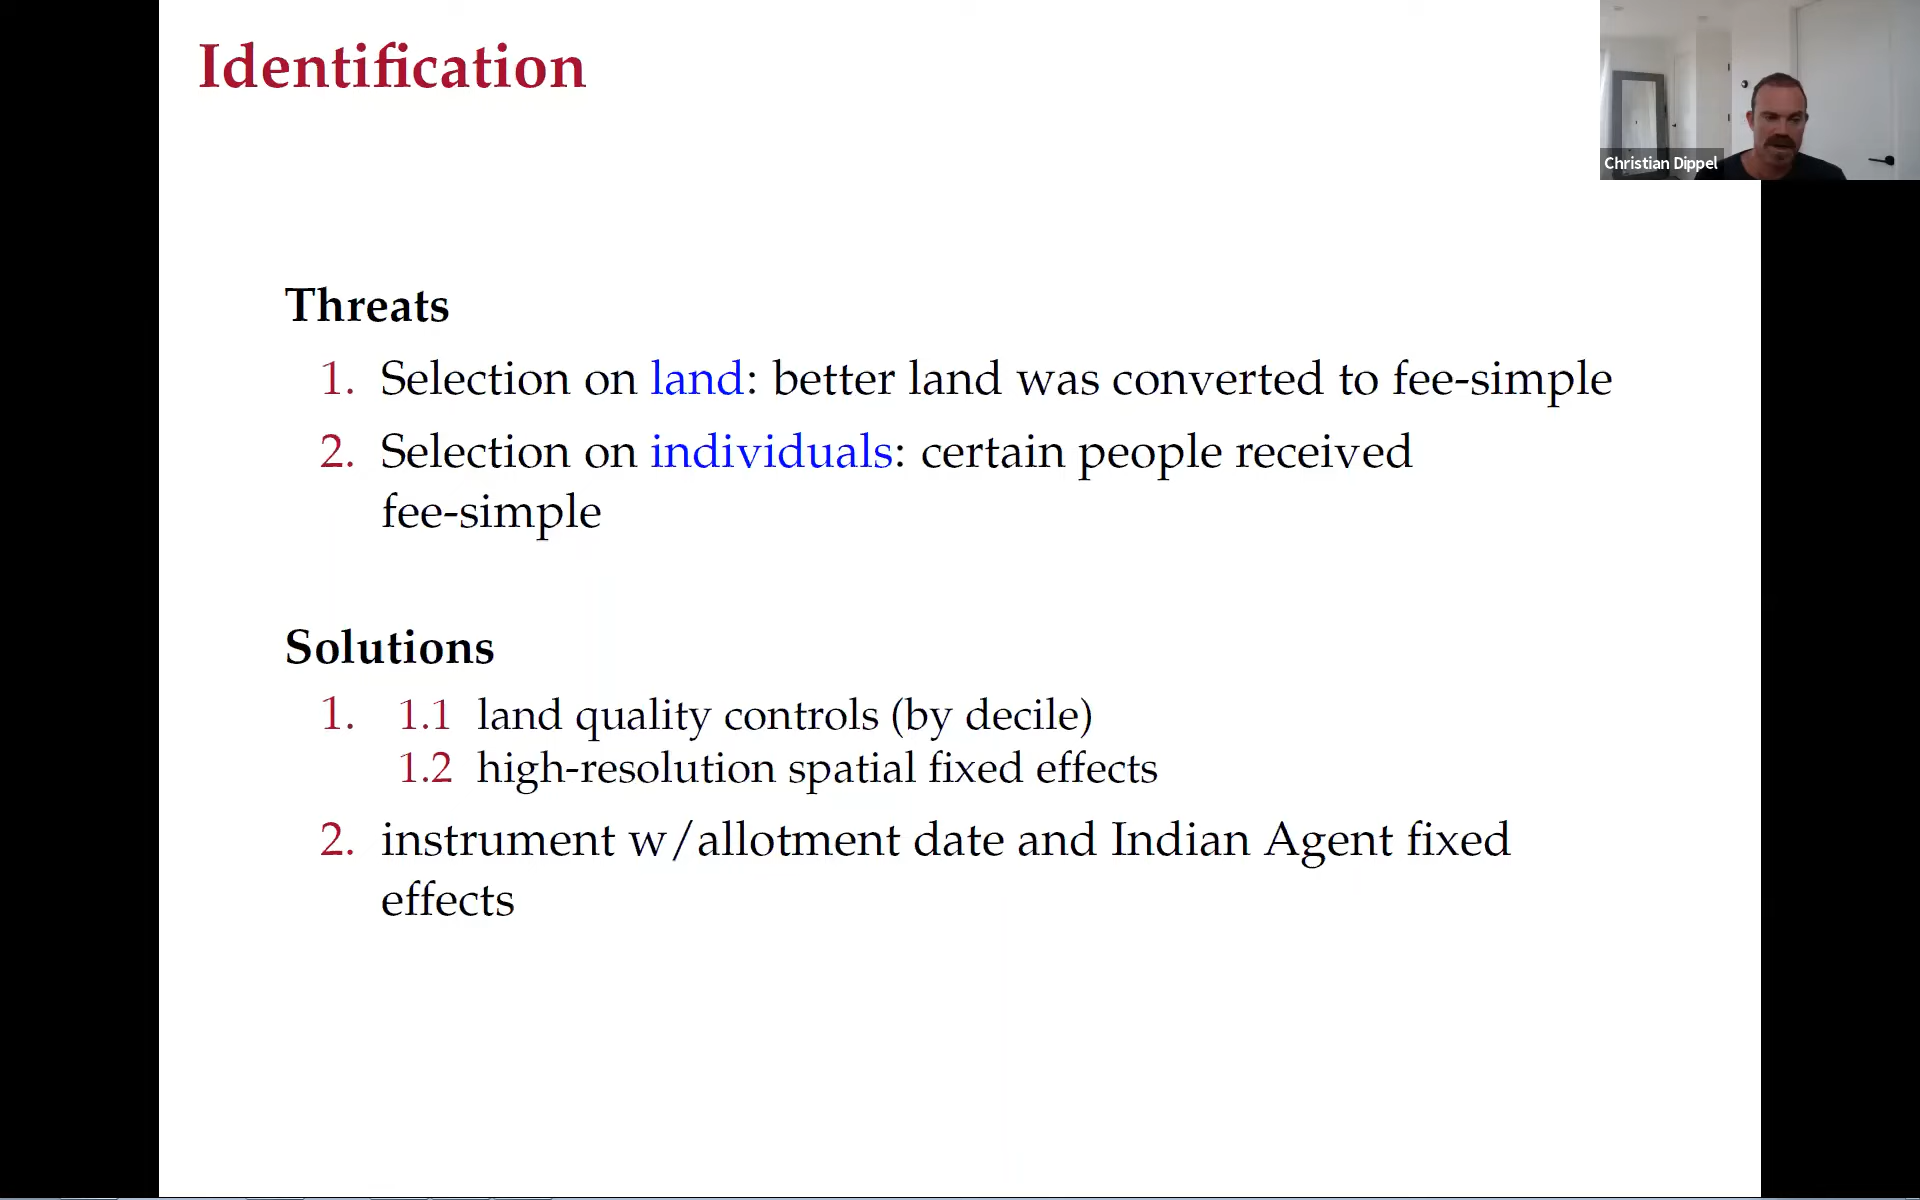 Identification
Christian Dippel
Threats
1. Selection on land: better land was converted to fee-simple
2. Selection on individuals: certain people received
fee-simple
Solutions
1. 1.1 land quality controls (by decile)
1.2 high-resolution spatial fixed effects
2. instrument w/allotment date and Indian Agent fixed
effects